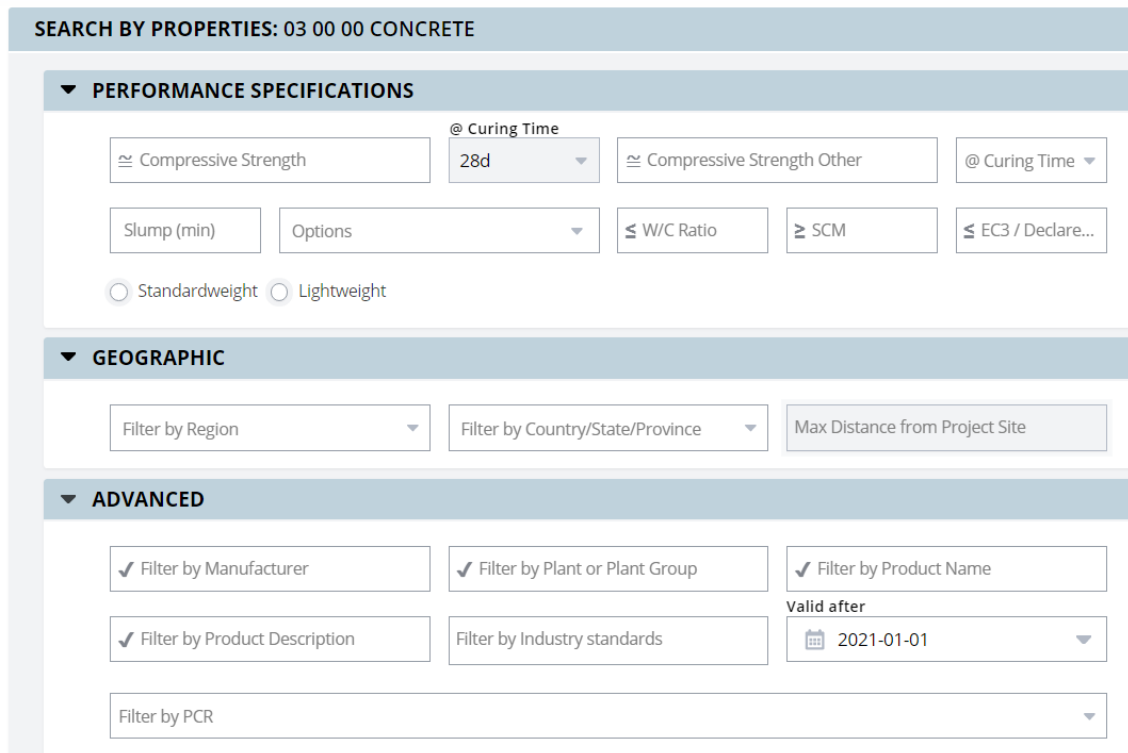 SEARCH BY PROPERTIES: 03 00 00 CONCRETE
PERFORMANCE SPECIFICATIONS
@ Curing Time
≅ Compressive Strength
28d
≅ Compressive Strength Other
@ Curing Time
Slump (min)
Options
≤ W/C Ratio
≥ SCM
≤ EC3 / Declare...
Standardweight
Lightweight
GEOGRAPHIC
Filter by Region
Filter by Country/State/Province
Max Distance from Project Site
ADVANCED
Filter by Manufacturer
Filter by Plant or Plant Group
Filter by Product Name
Valid after
Filter by Product Description
Filter by Industry standards
2021-01-01
Filter by PCR